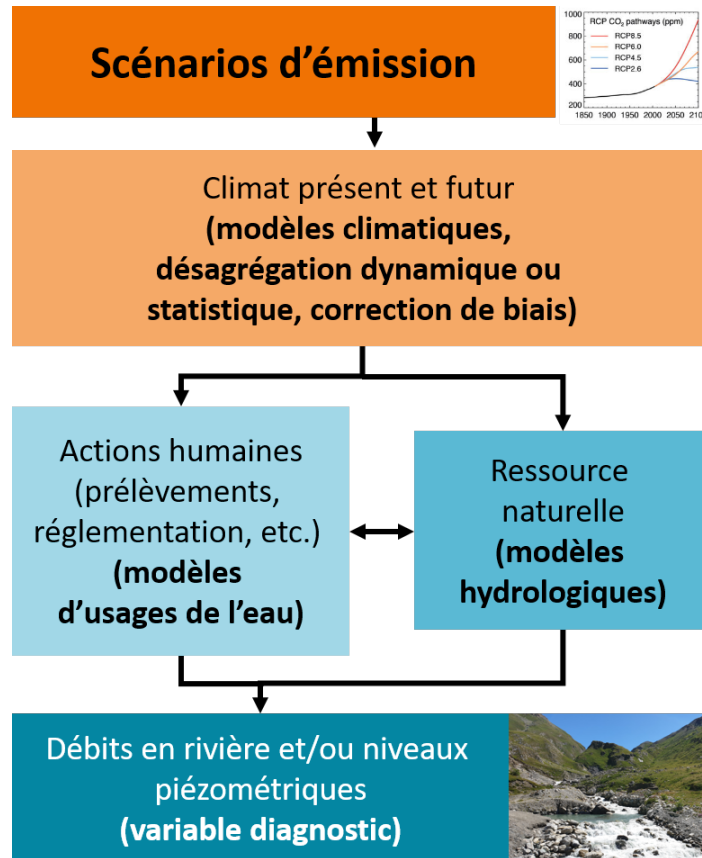 Scénarios d'émission
RCP CO₂ pathways (ppm)
1000
800
600
400
200
RCP8.5
RCP6.0
RCP4.5
RCP2.6
1850 1900 1950 2000 2050 210
Climat présent et futur
(modèles climatiques,
désagrégation dynamique ou
statistique, correction de biais)
Actions humaines
(prélèvements,
réglementation, etc.)
(modèles
d'usages de l'eau)
Ressource
naturelle
(modèles
hydrologiques)
Débits en rivière et/ou niveaux
piézométriques
(variable diagnostic)